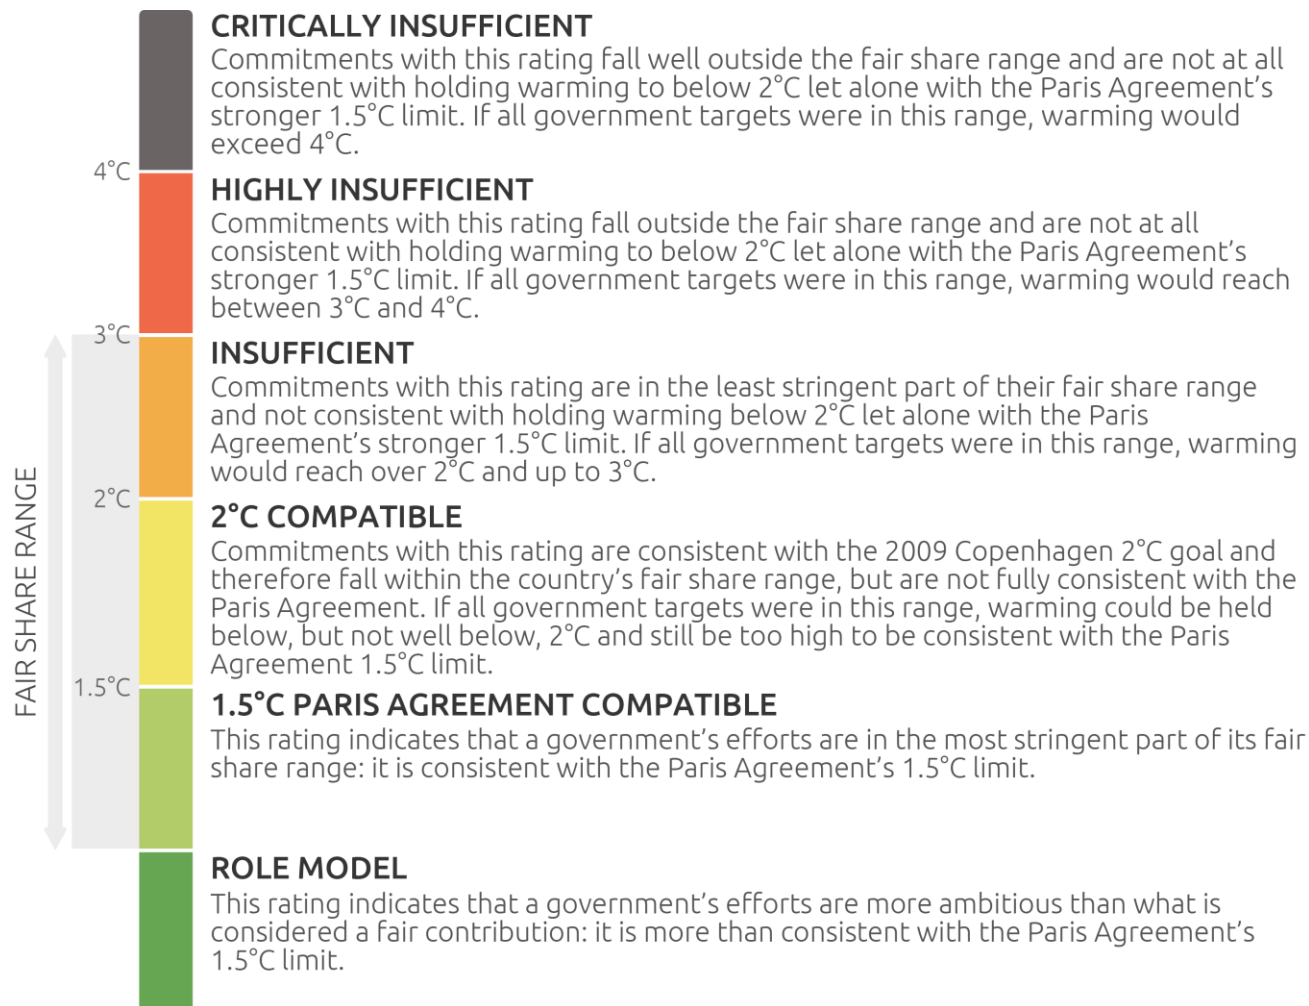 CRITICALLY INSUFFICIENT
Commitments with this rating fall well outside the fair share range and are not at all
consistent with holding warming to below 2°C let alone with the Paris Agreement's
stronger 1.5°C limit. If all government targets were in this range, warming would
exceed 4°C.
4°C
HIGHLY INSUFFICIENT
Commitments with this rating fall outside the fair share range and are not at all
consistent with holding warming to below 2°C let alone with the Paris Agreement's
stronger 1.5°C limit. If all government targets were in this range, warming would reach
between 3°C and 4°C.
3°C
INSUFFICIENT
Commitments with this rating are in the least stringent part of their fair share range
and not consistent with holding warming below 2°C let alone with the Paris
Agreement's stronger 1.5°C limit. If all government targets were in this range, warming
would reach over 2°C and up to 3°C.
FAIR SHARE RANGE
2°C
2°C COMPATIBLE
Commitments with this rating are consistent with the 2009 Copenhagen 2°C goal and
therefore fall within the country's fair share range, but are not fully consistent with the
Paris Agreement. If all government targets were in this range, warming could be held
below, but not well below, 2°C and still be too high to be consistent with the Paris
Agreement 1.5°C limit.
1.5°C
1.5°C PARIS AGREEMENT COMPATIBLE
This rating indicates that a government's efforts are in the most stringent part of its fair
share range: it is consistent with the Paris Agreement's 1.5°C limit.
ROLE MODEL
This rating indicates that a government's efforts are more ambitious than what is
considered a fair contribution: it is more than consistent with the Paris Agreement's
1.5°C limit.